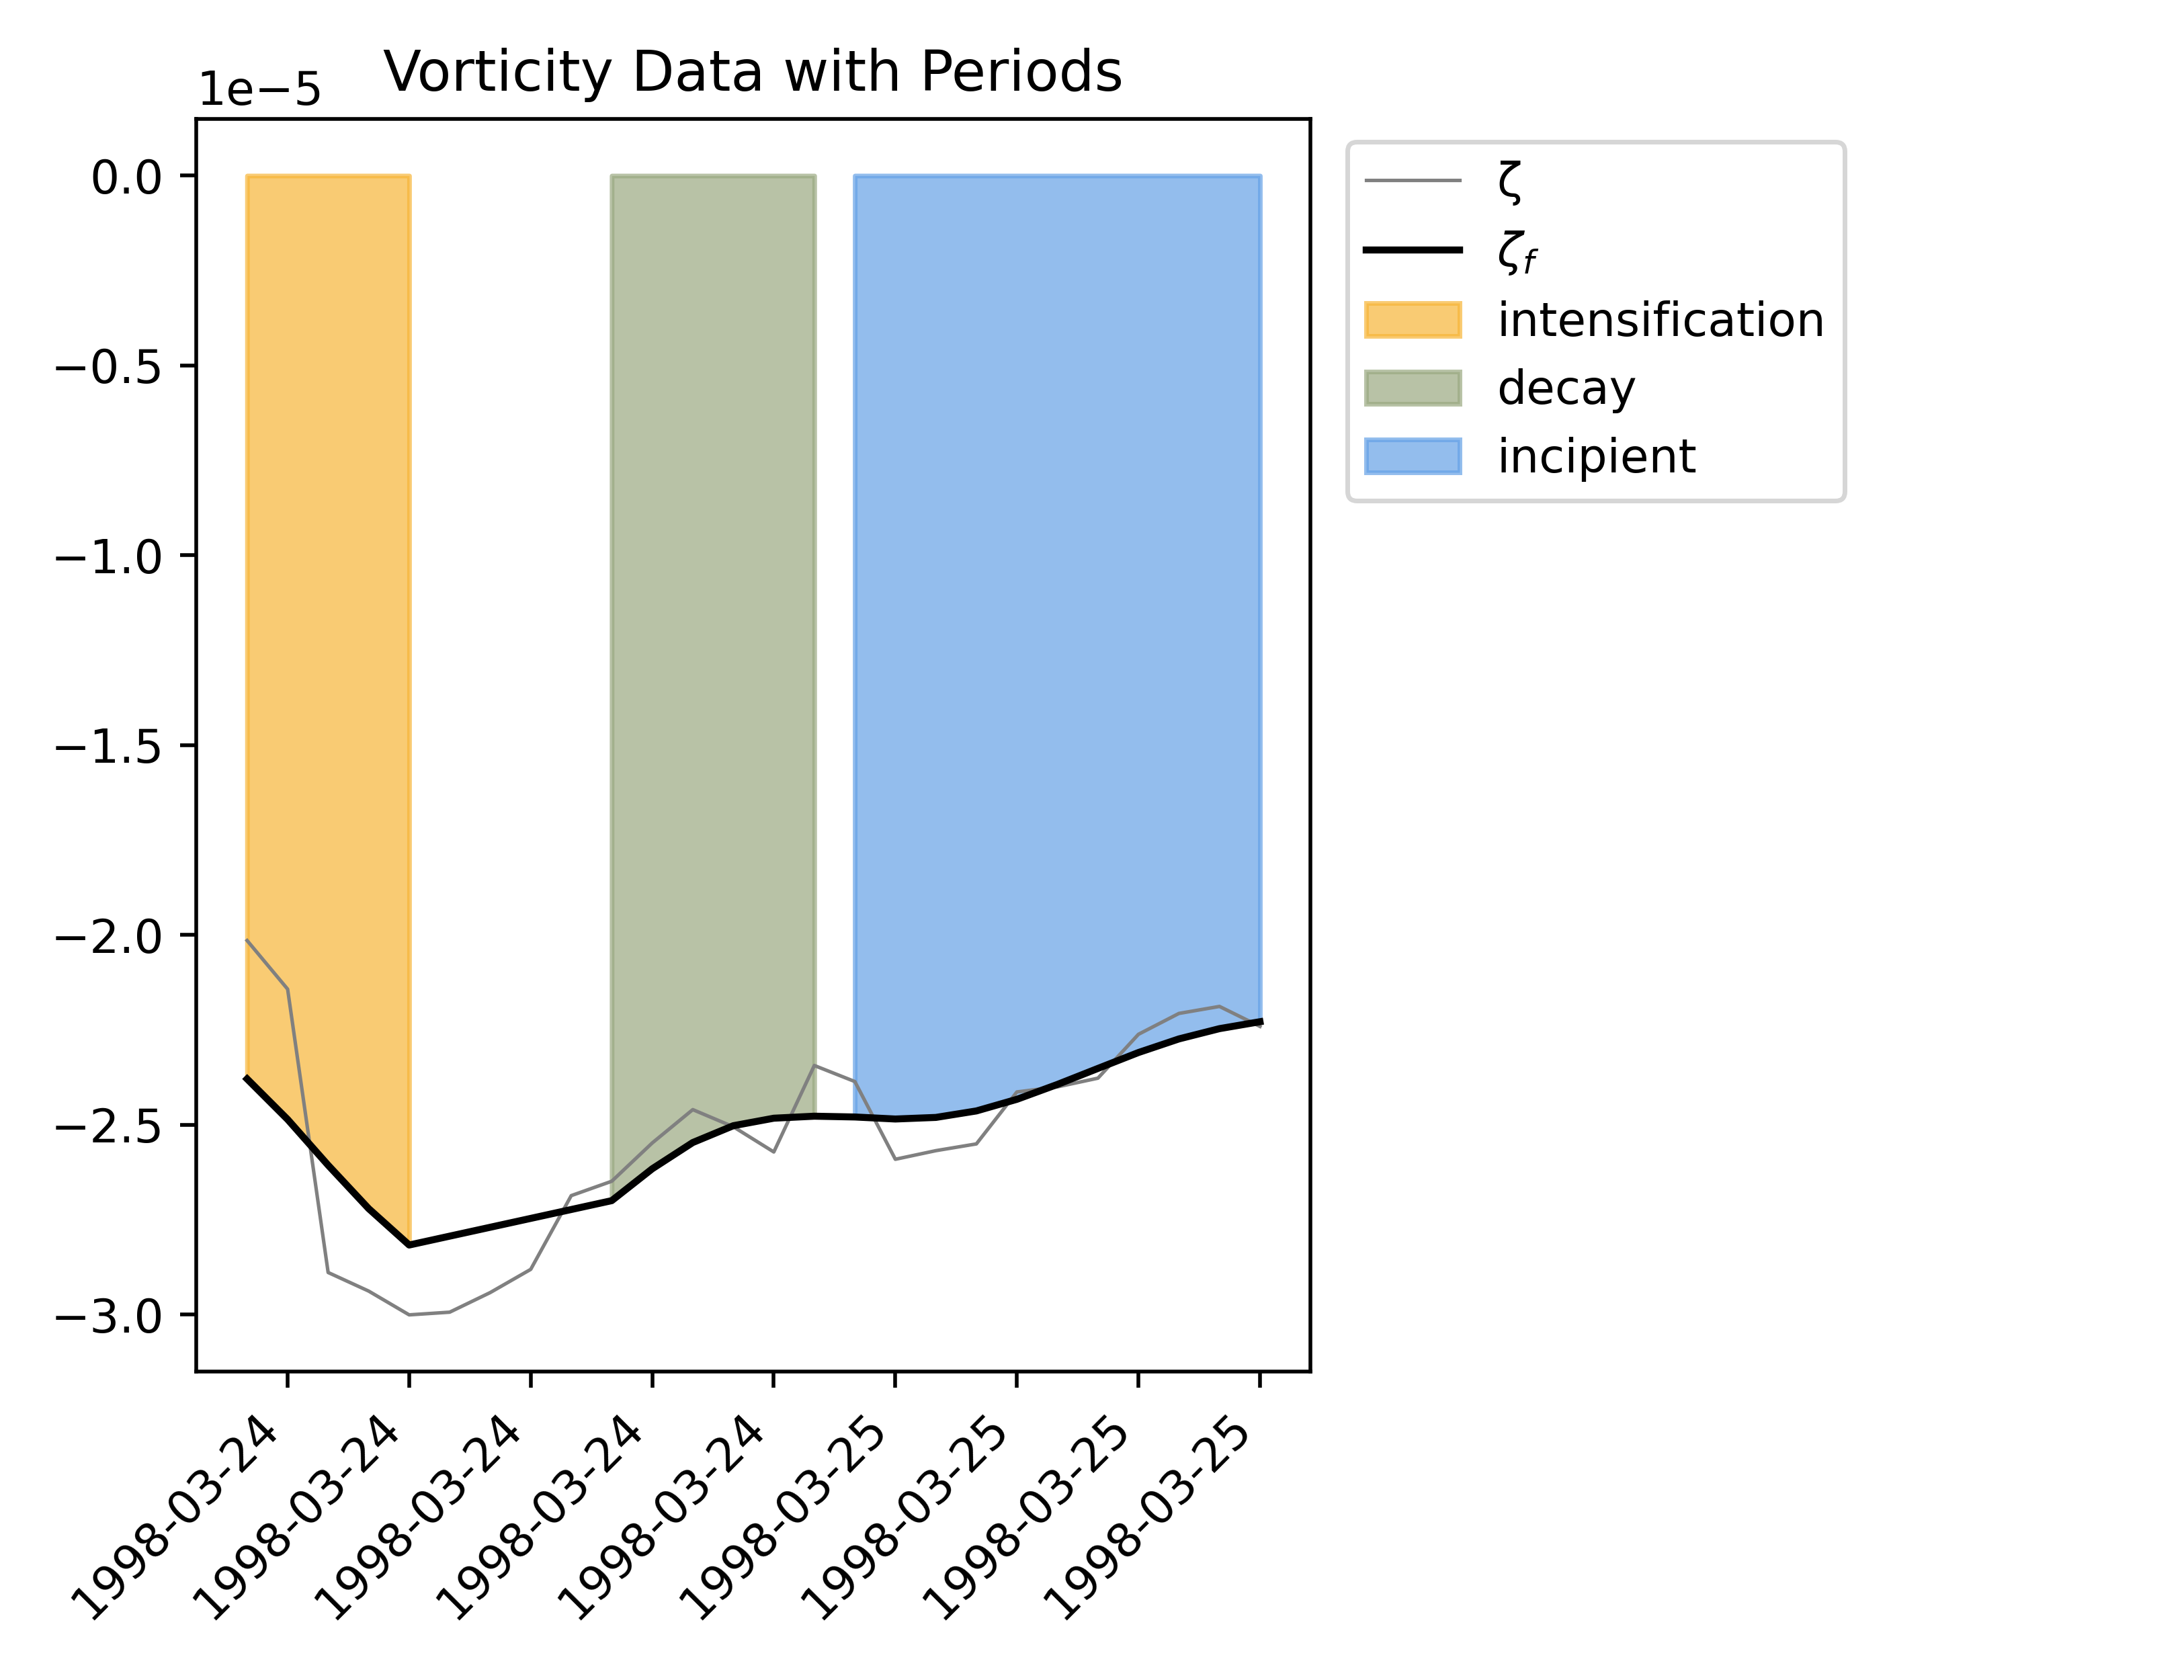 Vorticity Data with Periods
1e−5
0.0
−0.5
−1.0
−1.5
−2.0
−2.5
−3.0
1998-03-24
1998-03-24
1998-03-24
1998-03-24
1998-03-24
1998-03-25
1998-03-25
1998-03-25
1998-03-25
ζ
ζf
intensification
decay
incipient